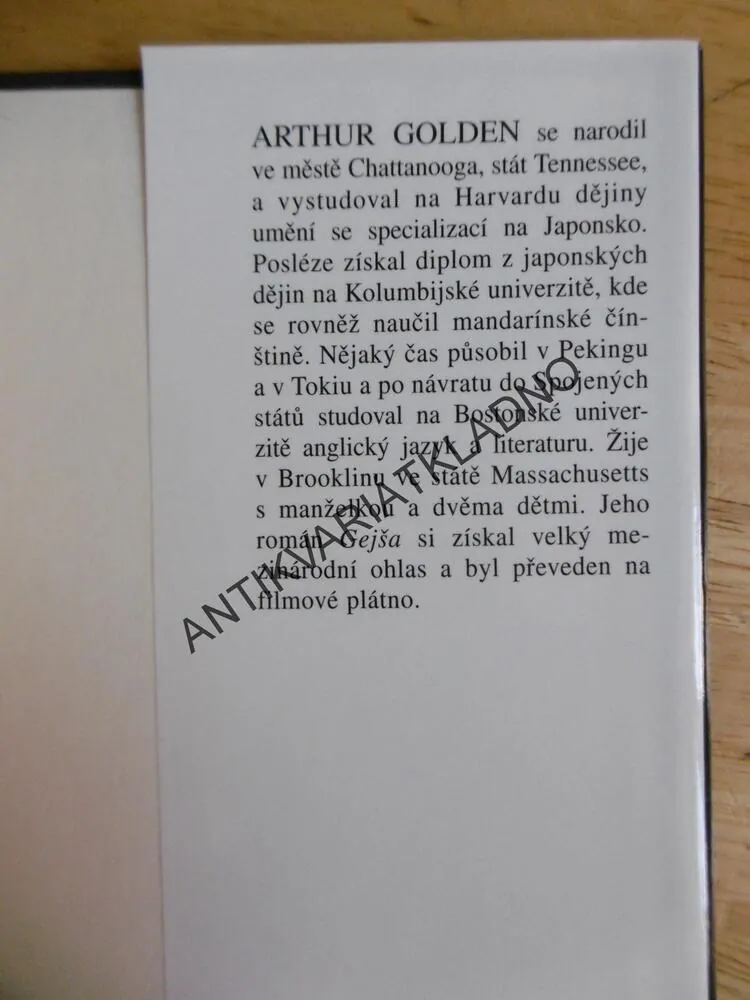 ARTHUR GOLDEN se narodil
ve městě Chattanooga, stát Tennessee,
a vystudoval na Harvardu dějiny
umění se specializací na Japonsko.
Posléze získal diplom z japonských
dějin na Kolumbijské univerzitě, kde
se rovněž naučil mandarínské čín-
štině. Nějaký čas působil v Pekingu
a v Tokiu a po návratu do Spojených
států studoval na Bostonské univer-
zitě anglický jazyk a literaturu. Žije
v Brooklinu ve státě Massachusetts
s manželkou a dvěma dětmi. Jeho
román Gejša si získal velký me-
zinárodní ohlas a byl převeden na
filmové plátno.
ANTIKVARIATKLADNO